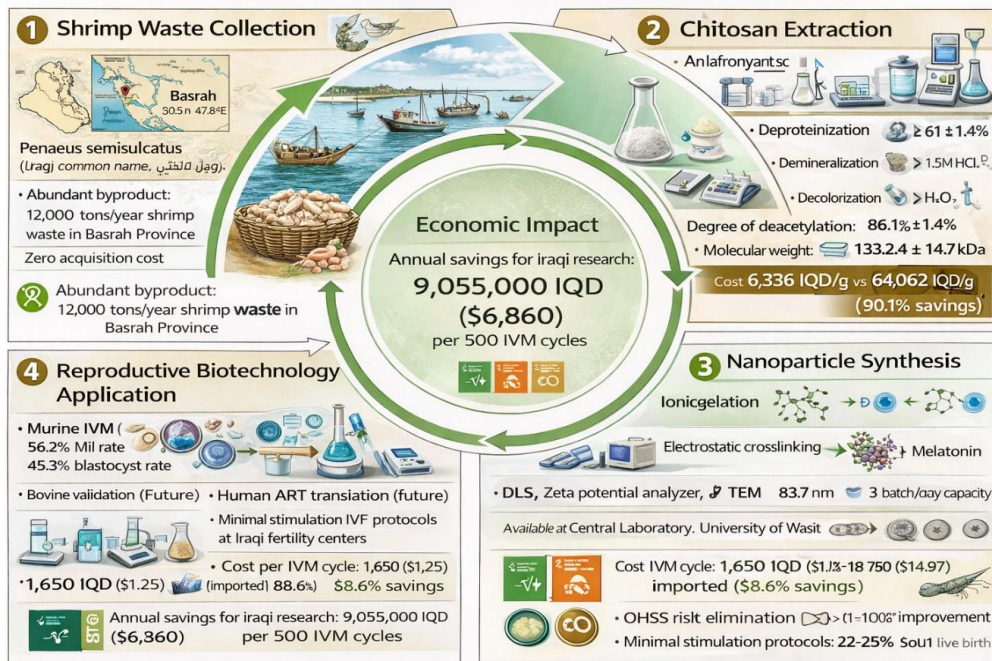 1 Shrimp Waste Collection
Basrah
30.5 n 47.8°E
Penaeus semisulcatus
(Lraqj common name,
• Abundant byproduct:
12,000 tons/year shrimp
waste in Basrah Province
Zero acquisition cost
Abundant byproduct:
12,000 tons/year shrimp waste in
Basrah Province
2 Chitosan Extraction
• Anlafronyant sc
• Deproteinization ≥ 61 ± 1.4%
• Demineralization > 1.5M HCl.
• Decolorization
Degree of deacetylation: 86.1% ± 1.4%
• Molecular weight: 133.2.4 ± 14.7 kDa
Cost 6,336 IQD/g vs 64,062 IQD/g
(90.1% savings)
Economic Impact
Annual savings for iraqi research:
9,055,000 IQD
($6,860)
per 500 IVM cycles
3 Nanoparticle Synthesis
Ionicgelation
Electrostatic crosslinking
Melatonin
• DLS, Zeta potential analyzer, TEM 83.7 nm 3 batch/day capacity
Available at Central Laboratory. University of Wasit
Cost IVM cycle: 1,650 IQD 18 750 ($14.97)
imported ($8.6% savings)
• OHSS risk elimination improvement
• Minimal stimulation protocols: 22-25% live birth
4 Reproductive Biotechnology
Application
• Murine IVM (
56.2% Mil rate
45.3% blastocyst rate
• Bovine validation (Future)
• Human ART translation (future)
• Minimal stimulation IVF protocols
at Iraqi fertility centers
• Cost per IVM cycle: 1,650 ($1,25)
•1,650 IQD ($1.25) (imported] 88.6%) $8.6% savings
Annual savings for iraqi research: 9,055,000 IQD
($6,360) per 500 IVM cycles